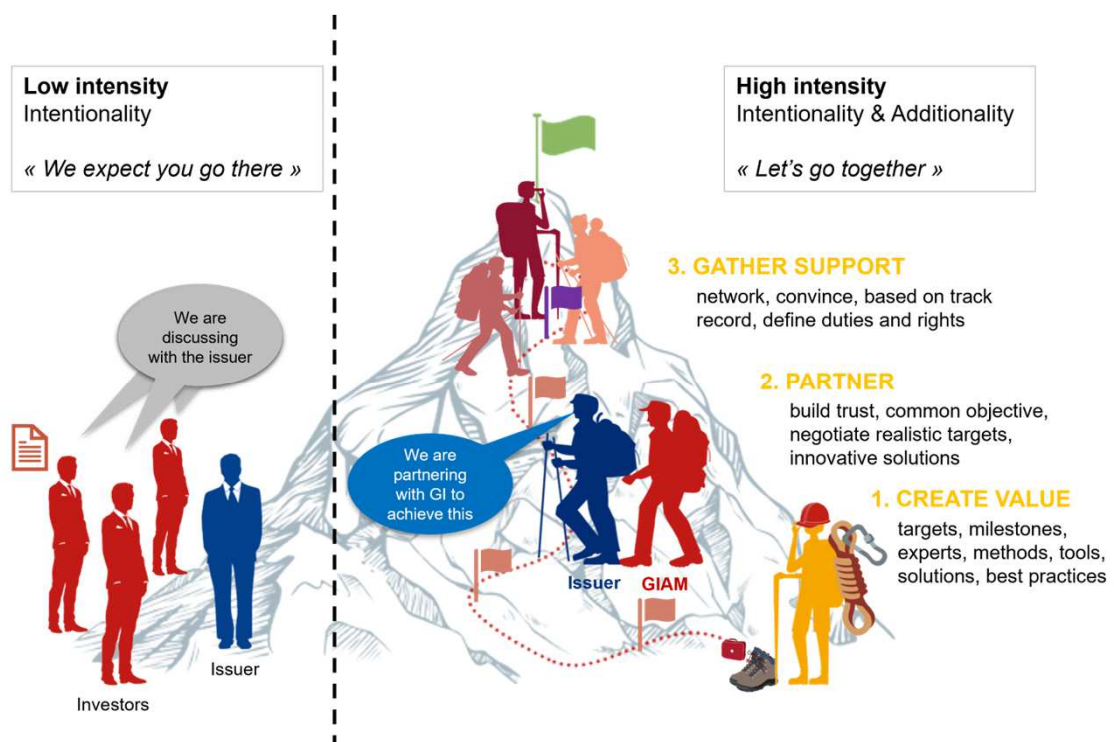 Low intensity
Intentionality
« We expect you go there »
We are
discussing
with the issuer
Investors
Issuer
High intensity
Intentionality & Additionality
« Let's go together »
3. GATHER SUPPORT
network, convince, based on track
record, define duties and rights
2. PARTNER
build trust, common objective,
negotiate realistic targets,
innovative solutions
We are
partnering
with GI to
achieve this
Issuer
GIAM
1. CREATE VALUE
targets, milestones,
experts, methods, tools,
solutions, best practices